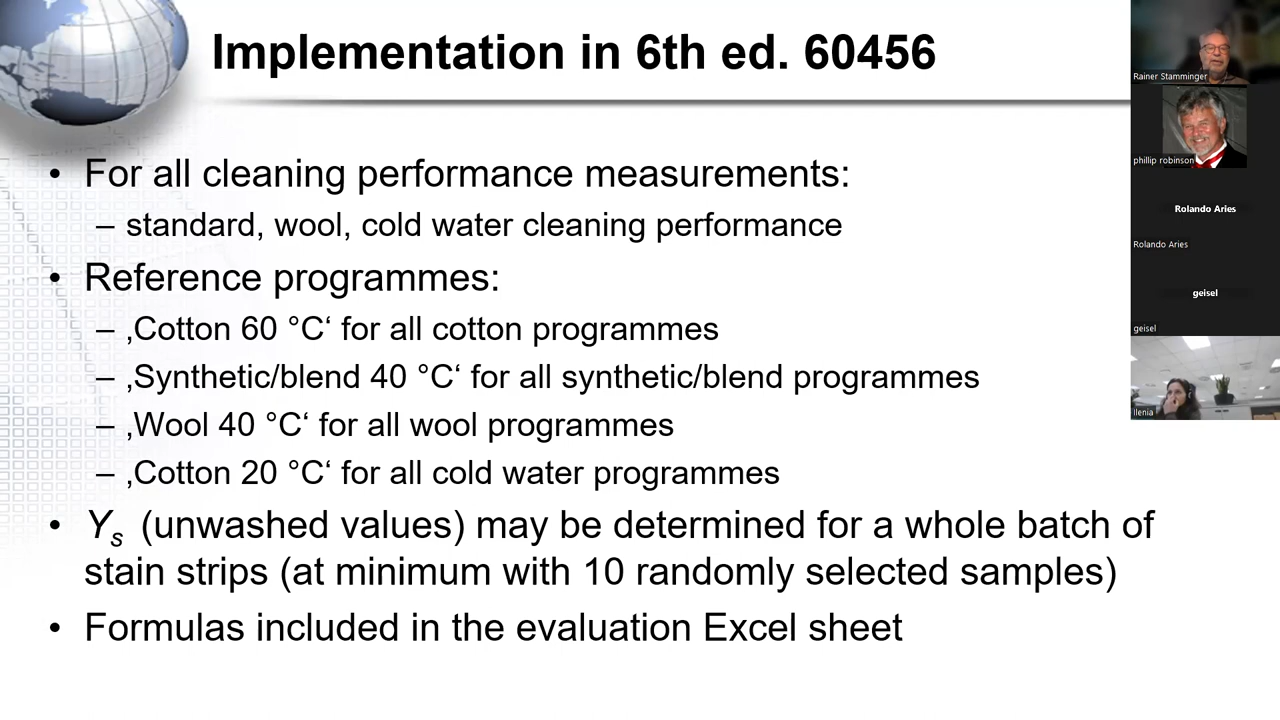 Implementation in 6th ed. 60456
• For all cleaning performance measurements:
– standard, wool, cold water cleaning performance
• Reference programmes:
– ‚Cotton 60 °C‘ for all cotton programmes
– ‚Synthetic/blend 40 °C‘ for all synthetic/blend programmes
– ‚Wool 40 °C‘ for all wool programmes
– ‚Cotton 20 °C‘ for all cold water programmes
• Ys (unwashed values) may be determined for a whole batch of
stain strips (at minimum with 10 randomly selected samples)
• Formulas included in the evaluation Excel sheet
Rainer Stamminger
phillip robinson
Rolando Aries
Rolando Aries
geisel
geisel
Ilenia